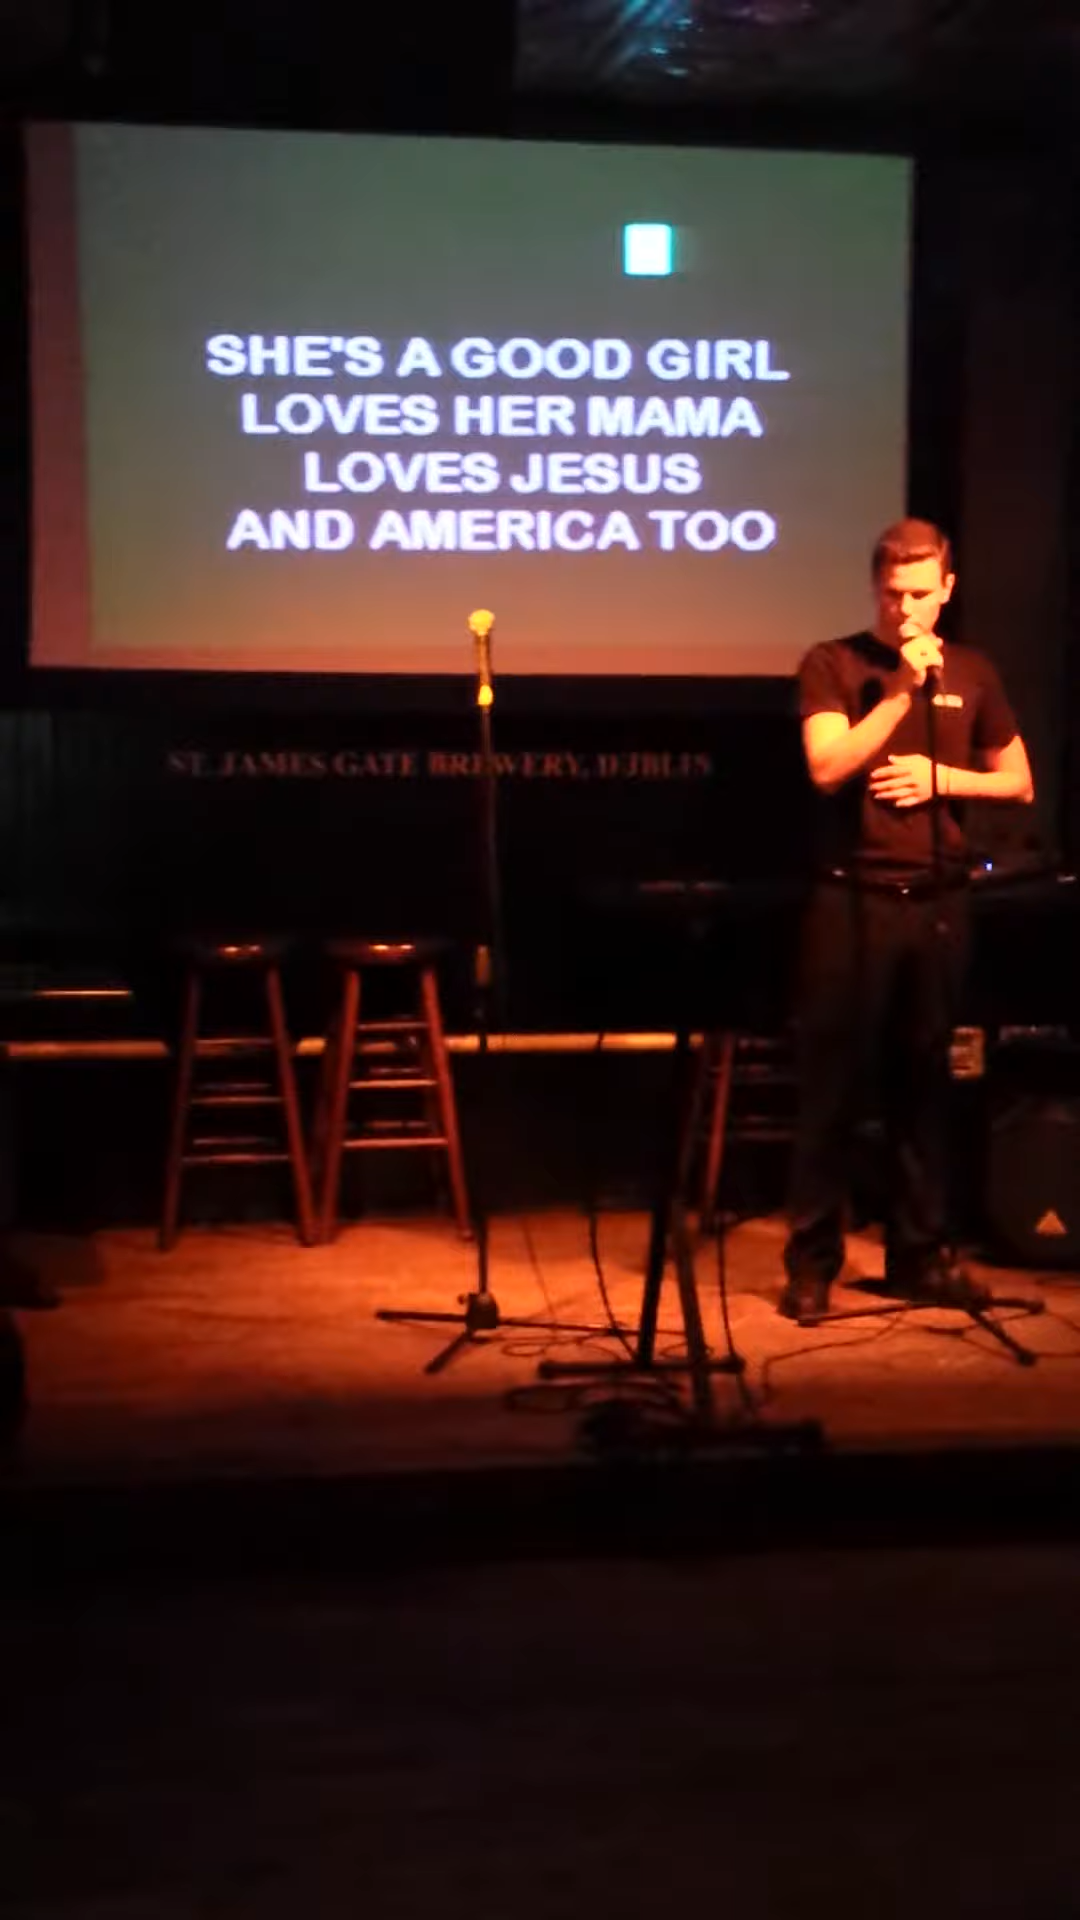 SHE'S A GOOD GIRL
LOVES HER MAMA
LOVES JESUS
AND AMERICA TOO
ST. JAMES GATE BREWERY, DUBLIN